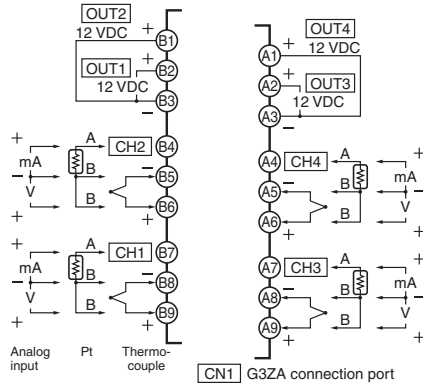 OUT2
12 VDC
+
B1
OUT1
12 VDC
+
B2
B3
−
B4
CH2
+
mA
−
V
+
A
B
B
−
B5
+
B6
B7
CH1
+
mA
−
V
+
A
B
B
−
B8
+
B9
Analog input
Pt
Thermo-
couple
OUT4
+
12 VDC
A1
OUT3
+
12 VDC
A2
A3
−
A4
CH4
A
+
mA
−
V
+
B
B
−
A5
A6
+
A7
CH3
A
+
mA
−
V
+
B
B
−
A8
A9
+
CN1 G3ZA connection port